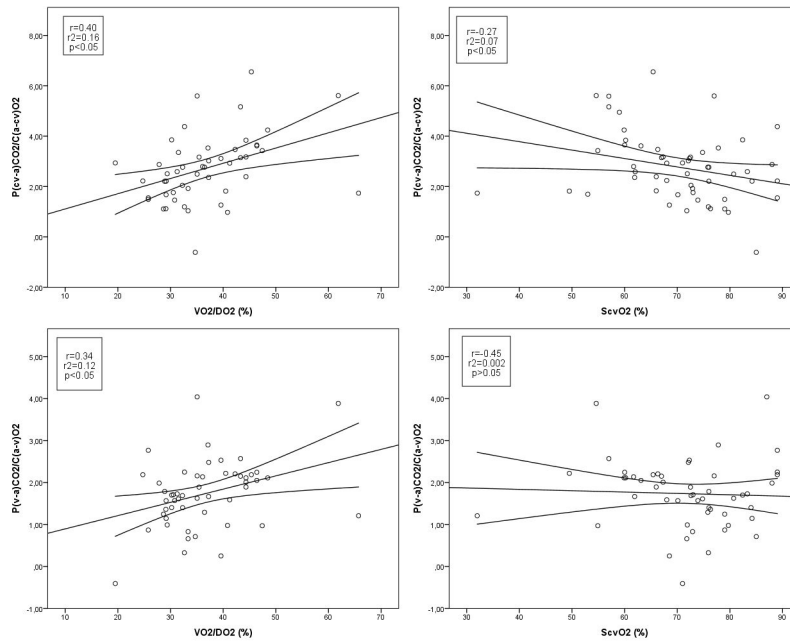 r=0.40
r2=0.16
p<0.05
8,00
6,00
4,00
2,00
,00
-2,00
P(cv-a)CO2/C(a-cv)O2
10 20 30 40 50 60 70
VO2/DO2 (%)
r=-0.27
r2=0.07
p<0.05
8,00
6,00
4,00
2,00
,00
-2,00
P(cv-a)CO2/C(a-cv)O2
30 40 50 60 70 80 90
ScvO2 (%)
r=0.34
r2=0.12
p<0.05
5,00
4,00
3,00
2,00
1,00
,00
-1,00
P(v-a)CO2/C(a-v)O2
10 20 30 40 50 60 70
VO2/DO2 (%)
r=-0.45
r2=0.002
p>0.05
5,00
4,00
3,00
2,00
1,00
,00
-1,00
P(v-a)CO2/C(a-v)O2
30 40 50 60 70 80 90
ScvO2 (%)